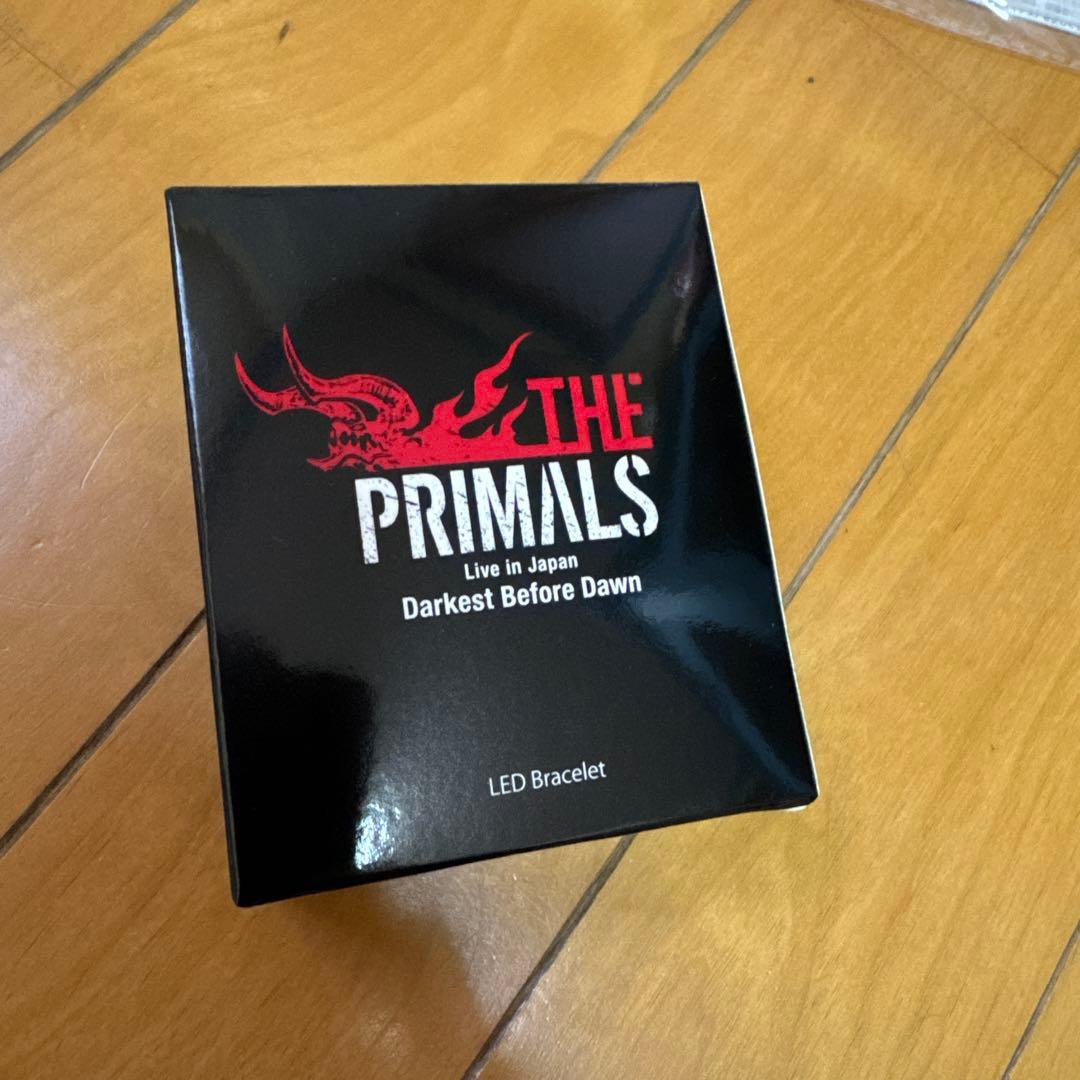 THE
PRIMALS
Live in Japan
Darkest Before Dawn
LED Bracelet